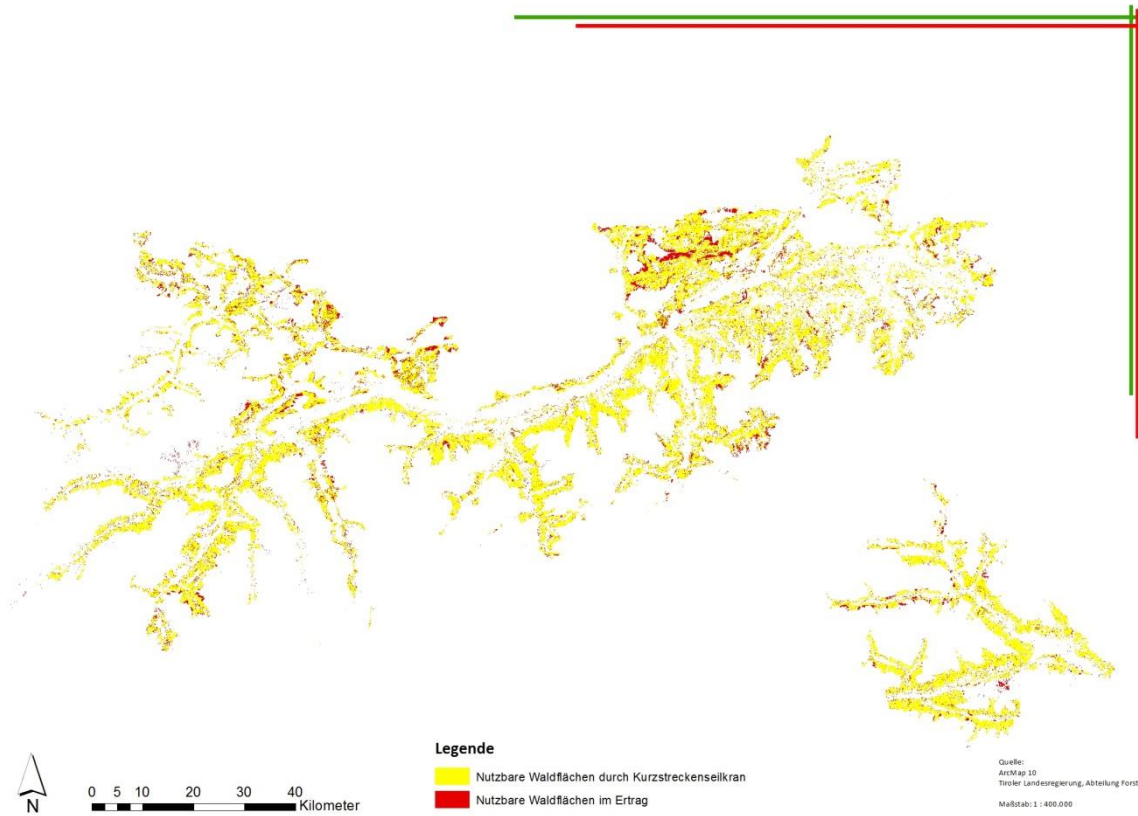 Legende
Nutzbare Waldflächen durch Kurzstreckenseilkran
Nutzbare Waldflächen im Ertrag
N
0 5 10 20 30 40
Kilometer
Quelle:
ArcMap 10
Tiroler Landesregierung, Abteilung Forst
Maßstab: 1 : 400.000